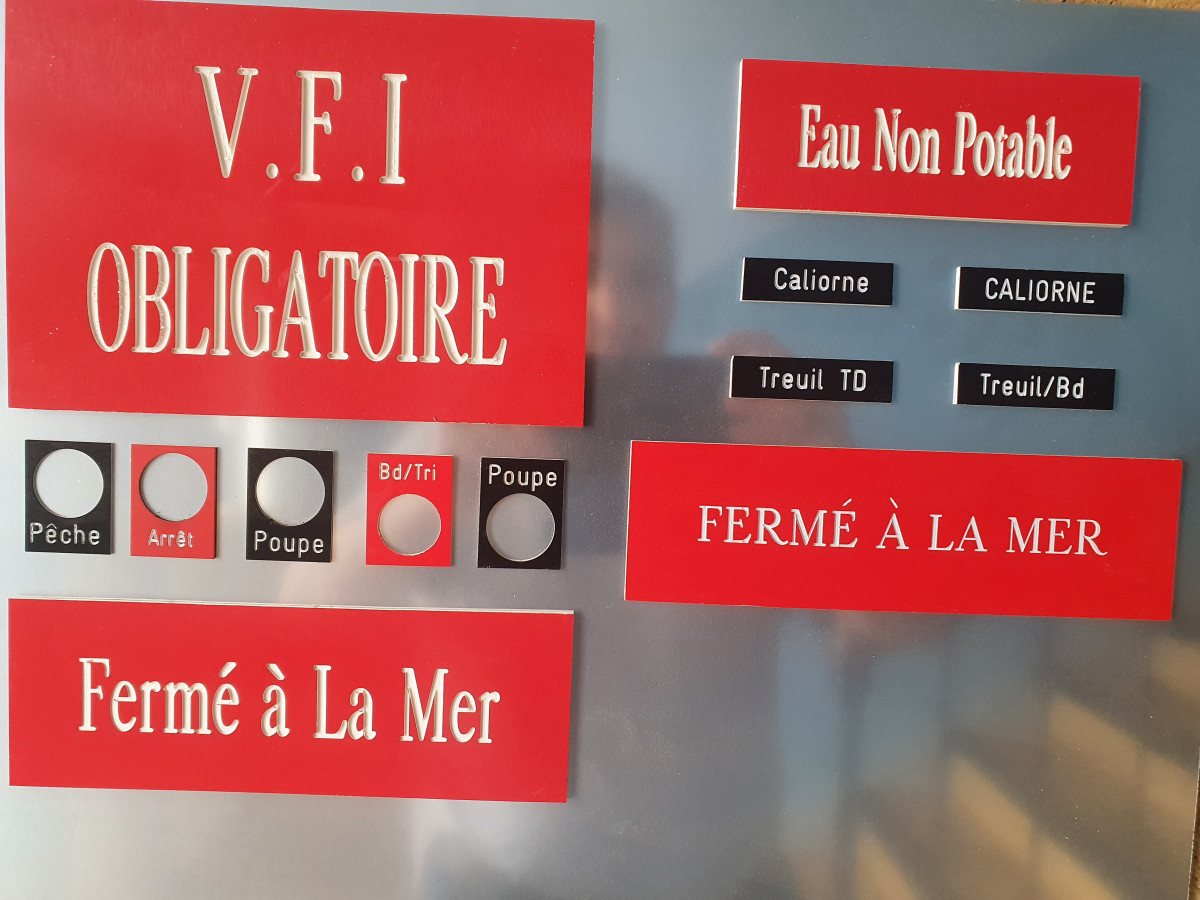 V.F.I
OBLIGATOIRE
Eau Non Potable
Caliorne
CALIORNE
Treuil TD
Treuil/Bd
Pêche
Arrêt
Poupe
Bd/Tri
Poupe
FERMÉ À LA MER
Fermé à La Mer